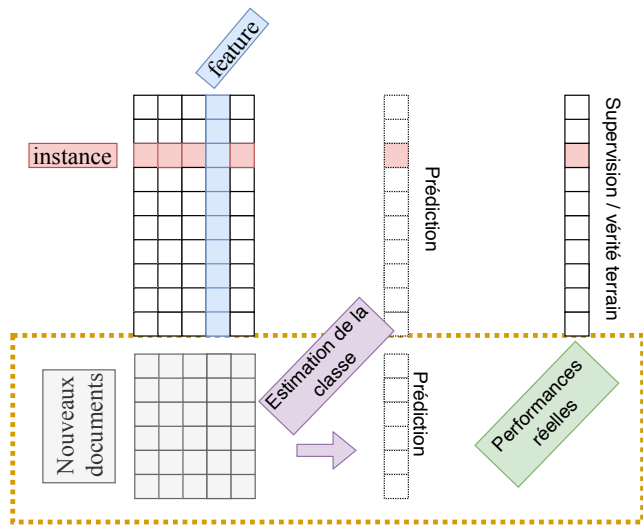 feature
instance
Prédiction
Supervision / vérité terrain
Estimation de la
classe
Nouveaux
documents
Prédiction
Performances
réelles